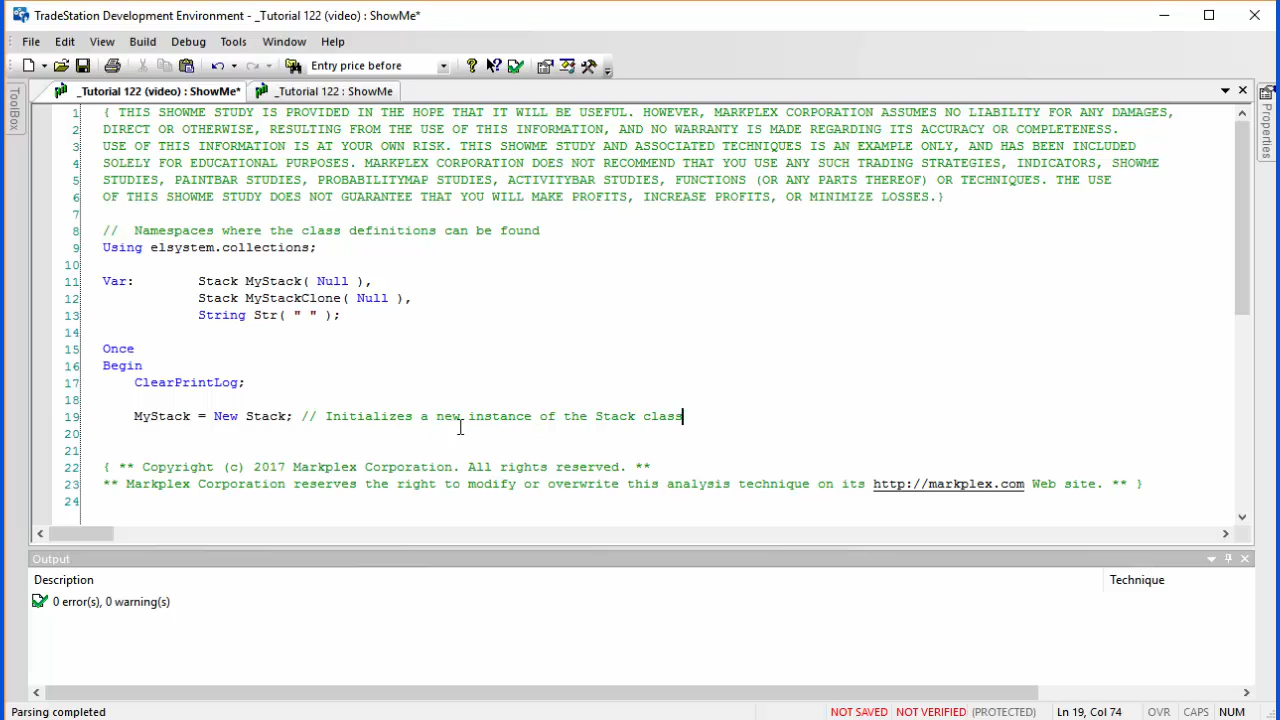 TradeStation Development Environment - _Tutorial 122 (video) : ShowMe*
File Edit View Build Debug Tools Window Help
Entry price before
ToolBox
_Tutorial 122 (video) : ShowMe*
_Tutorial 122 : ShowMe
Properties
1 { THIS SHOWME STUDY IS PROVIDED IN THE HOPE THAT IT WILL BE USEFUL. HOWEVER, MARKPLEX CORPORATION ASSUMES NO LIABILITY FOR ANY DAMAGES,
2 DIRECT OR OTHERWISE, RESULTING FROM THE USE OF THIS INFORMATION, AND NO WARRANTY IS MADE REGARDING ITS ACCURACY OR COMPLETENESS.
3 USE OF THIS INFORMATION IS AT YOUR OWN RISK. THIS SHOWME STUDY AND ASSOCIATED TECHNIQUES IS AN EXAMPLE ONLY, AND HAS BEEN INCLUDED
4 SOLELY FOR EDUCATIONAL PURPOSES. MARKPLEX CORPORATION DOES NOT RECOMMEND THAT YOU USE ANY SUCH TRADING STRATEGIES, INDICATORS, SHOWME
5 STUDIES, PAINTBAR STUDIES, PROBABILITYMAP STUDIES, ACTIVITYBAR STUDIES, FUNCTIONS (OR ANY PARTS THEREOF) OR TECHNIQUES. THE USE
6 OF THIS SHOWME STUDY DOES NOT GUARANTEE THAT YOU WILL MAKE PROFITS, INCREASE PROFITS, OR MINIMIZE LOSSES.}
7
8 // Namespaces where the class definitions can be found
9 Using elsystem.collections;
10
11 Var: Stack MyStack( Null ),
12 Stack MyStackClone( Null ),
13 String Str( " " );
14
15 Once
16 Begin
17 ClearPrintLog;
18
19 MyStack = New Stack; // Initializes a new instance of the Stack class
20
21
22 { ** Copyright (c) 2017 Markplex Corporation. All rights reserved. **
23 ** Markplex Corporation reserves the right to modify or overwrite this analysis technique on its http://markplex.com Web site. ** }
24
Output
Description Technique
0 error(s), 0 warning(s)
Parsing completed NOT SAVED NOT VERIFIED (PROTECTED) Ln 19, Col 74 OVR CAPS NUM